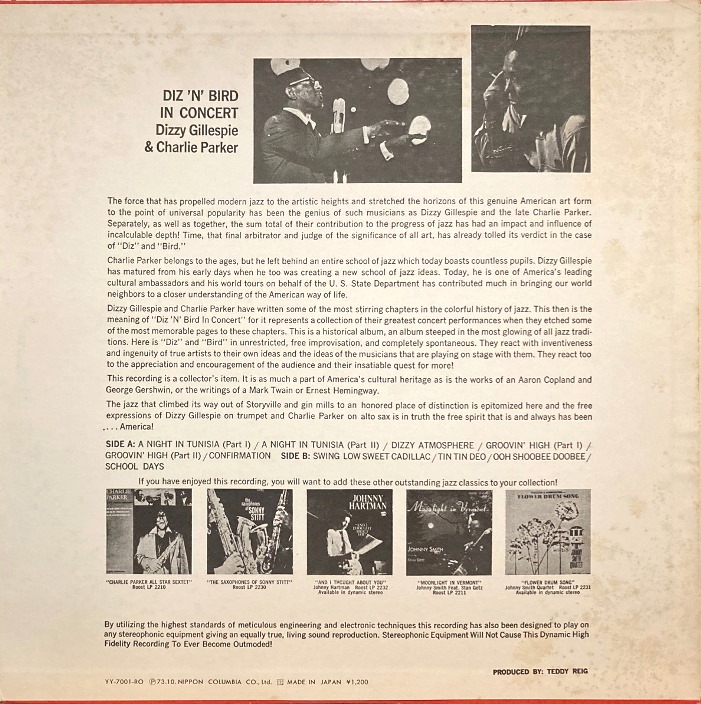 DIZ 'N' BIRD
IN CONCERT
Dizzy Gillespie
& Charlie Parker
The force that has propelled modern jazz to the artistic heights and stretched the horizons of this genuine American art form
to the point of universal popularity has been the genius of such musicians as Dizzy Gillespie and the late Charlie Parker.
Separately, as well as together, the sum total of their contribution to the progress of jazz has had an impact and influence of
incalculable depth! Time, that final arbitrator and judge of the significance of all art, has already tolled its verdict in the case
of "Diz" and "Bird."
Charlie Parker belongs to the ages, but he left behind an entire school of jazz which today boasts countless pupils. Dizzy Gillespie
has matured from his early days when he too was creating a new school of jazz ideas. Today, he is one of America's leading
cultural ambassadors and his world tours on behalf of the U. S. State Department has contributed much in bringing our world
neighbors to a closer understanding of the American way of life.
Dizzy Gillespie and Charlie Parker have written some of the most stirring chapters in the colorful history of jazz. This then is the
meaning of "Diz 'N' Bird In Concert" for it represents a collection of their greatest concert performances when they etched some
of the most memorable pages to these chapters. This is a historical album, an album steeped in the most glowing of all jazz tradi-
tions. Here is "Diz" and "Bird" in unrestricted, free improvisation, and completely spontaneous. They react with inventiveness
and ingenuity of true artists to their own ideas and the ideas of the musicians that are playing on stage with them. They react too
to the appreciation and encouragement of the audience and their insatiable quest for more!
This recording is a collector's item. It is as much a part of America's cultural heritage as is the works of an Aaron Copland and
George Gershwin, or the writings of a Mark Twain or Ernest Hemingway.
The jazz that climbed its way out of Storyville and gin mills to an honored place of distinction is epitomized here and the free
expressions of Dizzy Gillespie on trumpet and Charlie Parker on alto sax is in truth the free spirit that is and always has been
. . . . America!
SIDE A: A NIGHT IN TUNISIA (Part I) / A NIGHT IN TUNISIA (Part II) / DIZZY ATMOSPHERE / GROOVIN' HIGH (Part I) /
GROOVIN' HIGH (Part II) / CONFIRMATION SIDE B: SWING LOW SWEET CADILLAC / TIN TIN DEO / OOH SHOOBEE DOOBEE /
SCHOOL DAYS
If you have enjoyed this recording, you will want to add these other outstanding jazz classics to your collection!
CHARLIE
PARKER
the saxophones
of SONNY
STITT
JOHNNY
HARTMAN
AND I
THOUGHT
ABOUT
YOU
Moonlight in Vermont
JOHNNY SMITH
STAN GETZ
FLOWER DRUM SONG
"CHARLIE PARKER ALL STAR SEXTET"
Roost LP 2210
"THE SAXOPHONES OF SONNY STITT"
Roost LP 2230
"AND I THOUGHT ABOUT YOU"
Johnny Hartman Roost LP 2232
Available in dynamic stereo
"MOONLIGHT IN VERMONT"
Johnny Smith Feat. Stan Getz
Roost LP 2211
"FLOWER DRUM SONG"
Johnny Smith Quartet Roost LP 2231
Available in dynamic stereo
By utilizing the highest standards of meticulous engineering and electronic techniques this recording has also been designed to play on
any stereophonic equipment giving an equally true, living sound reproduction. Stereophonic Equipment Will Not Cause This Dynamic High
Fidelity Recording To Ever Become Outmoded!
PRODUCED BY: TEDDY REIG
YY-7001-RO Ⓟ73.10. NIPPON COLUMBIA CO., Ltd. MADE IN JAPAN ¥1,200